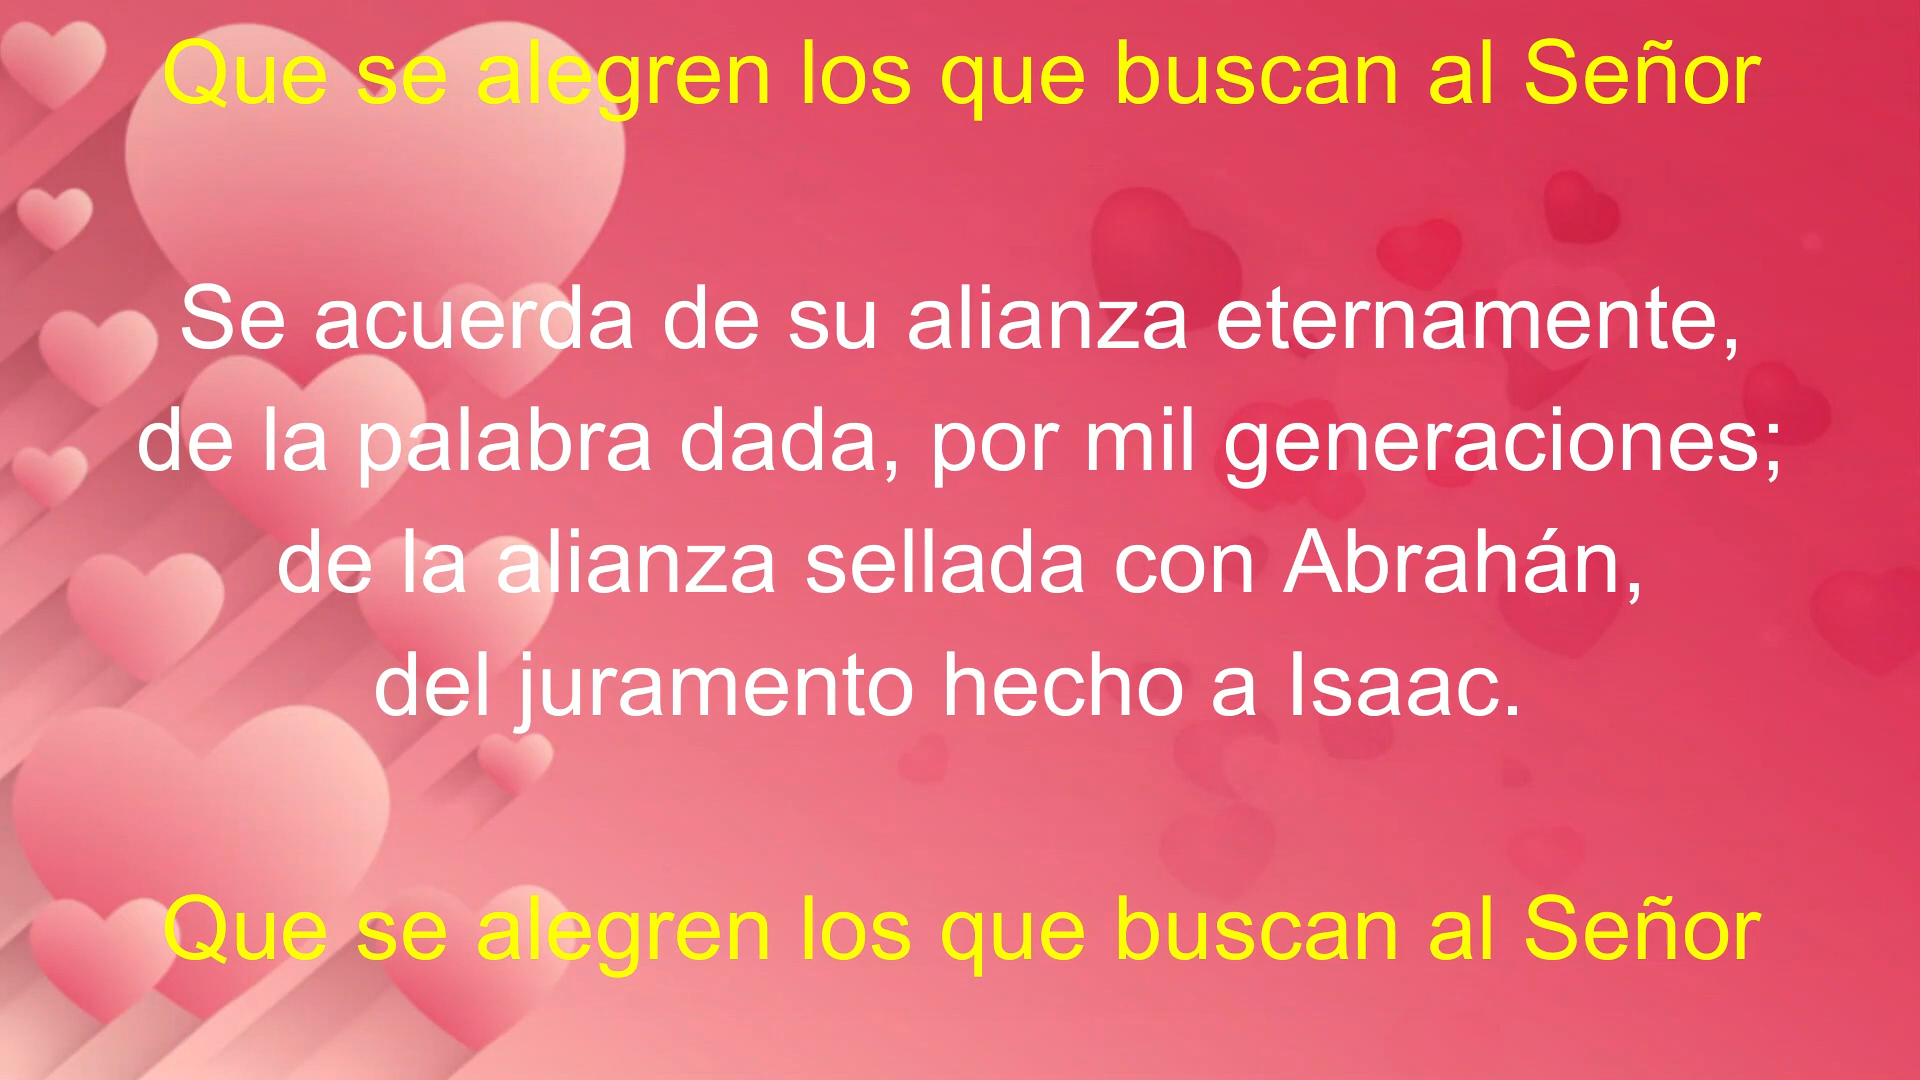 Que se alegren los que buscan al Señor
Se acuerda de su alianza eternamente,
de la palabra dada, por mil generaciones;
de la alianza sellada con Abrahán,
del juramento hecho a Isaac.
Que se alegren los que buscan al Señor